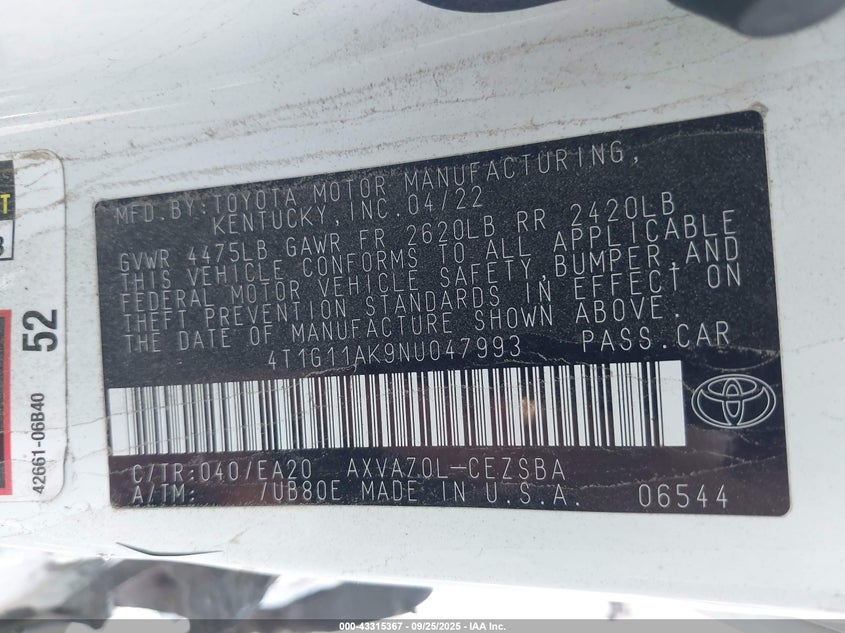 MFD.BY:TOYOTA MOTOR MANUFACTURING,
KENTUCKY,INC.04/22
GVWR 4475LB GAWR FR 2620LB RR 2420LB
THIS VEHICLE CONFORMS TO ALL APPLICABLE
FEDERAL MOTOR VEHICLE SAFETY,BUMPER,AND
THEFT PREVENTION STANDARDS IN EFFECT ON
THE DATE OF MANUFACTURE SHOWN ABOVE.
4T1G11AK9NU047993 PASS.CAR
C/TR:040/EA20 AXVA70L-CEZSBA
A/TM: /UB80E MADE IN U.S.A. 06544
52
42661-06B40
000-43315367 - 09/25/2025 - IAA Inc.